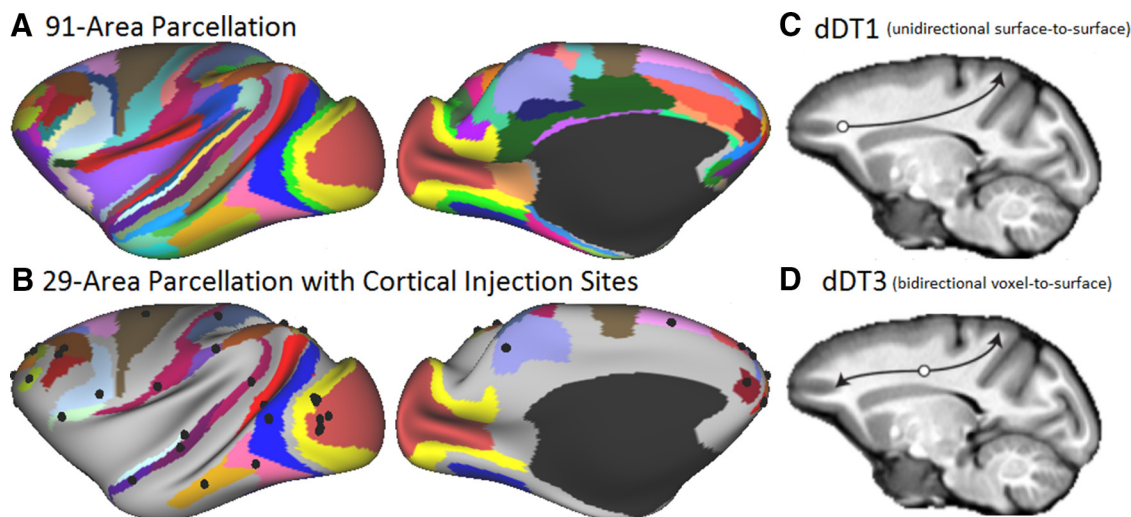 A 91-Area Parcellation
C dDT1 (unidirectional surface-to-surface)
B 29-Area Parcellation with Cortical Injection Sites
D dDT3 (bidirectional voxel-to-surface)